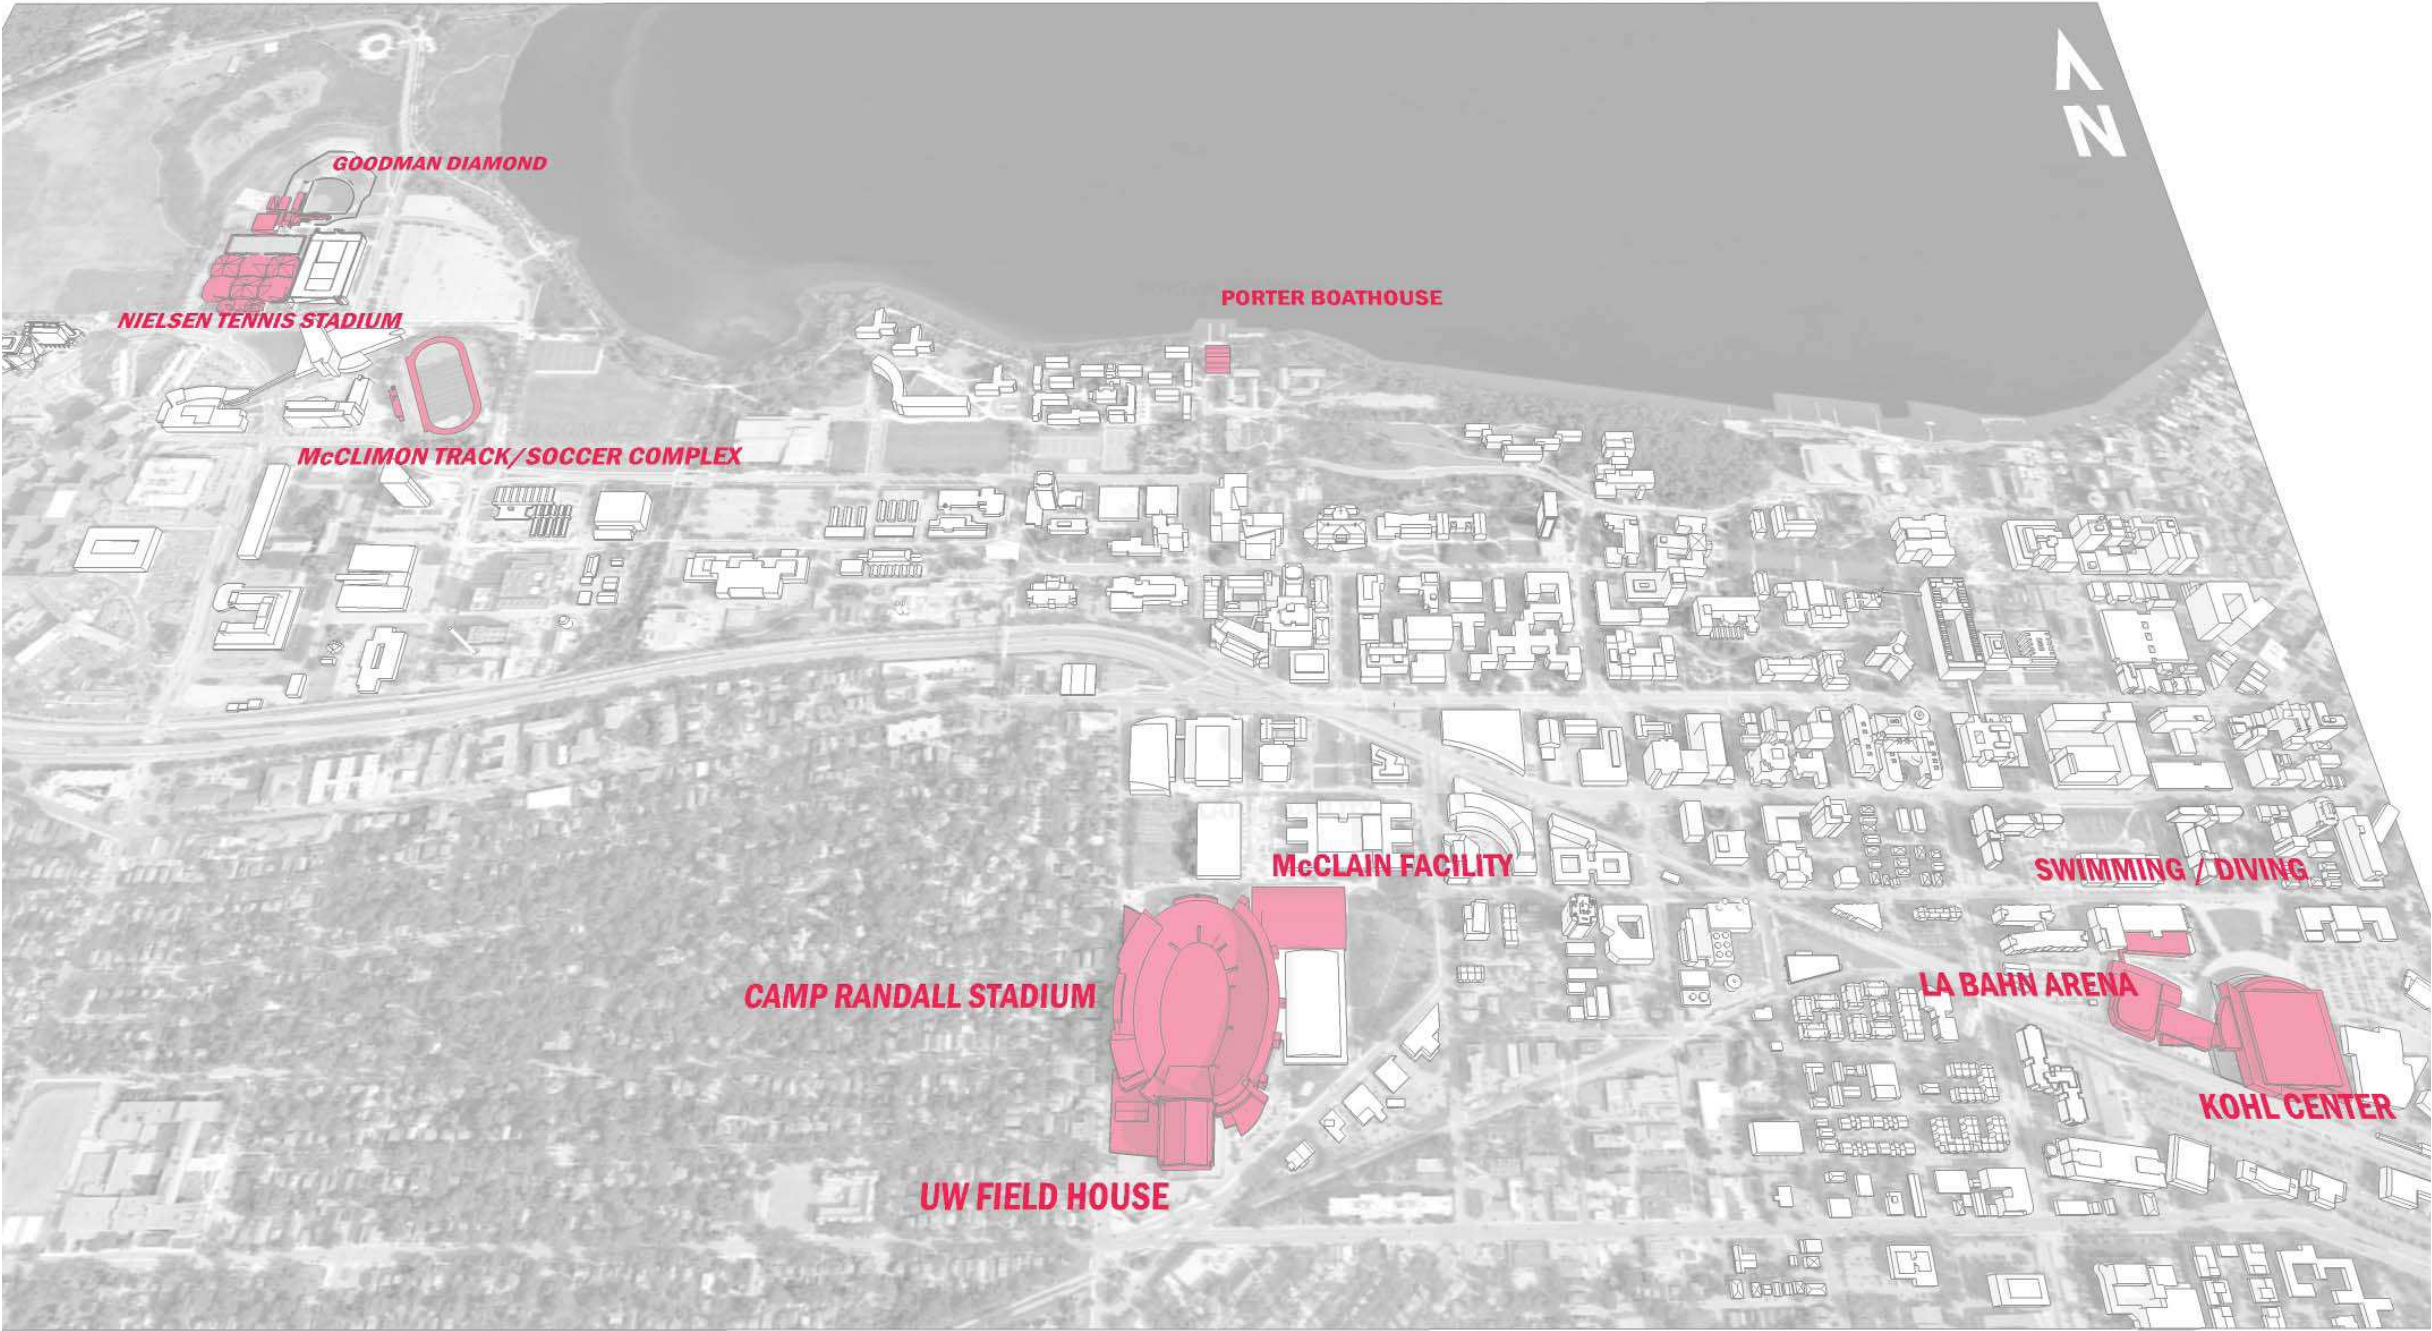 N
GOODMAN DIAMOND
PORTER BOATHOUSE
NIELSEN TENNIS STADIUM
McCLIMON TRACK/SOCCER COMPLEX
McCLAIN FACILITY
SWIMMING / DIVING
CAMP RANDALL STADIUM
LA BAHN ARENA
KOHL CENTER
UW FIELD HOUSE